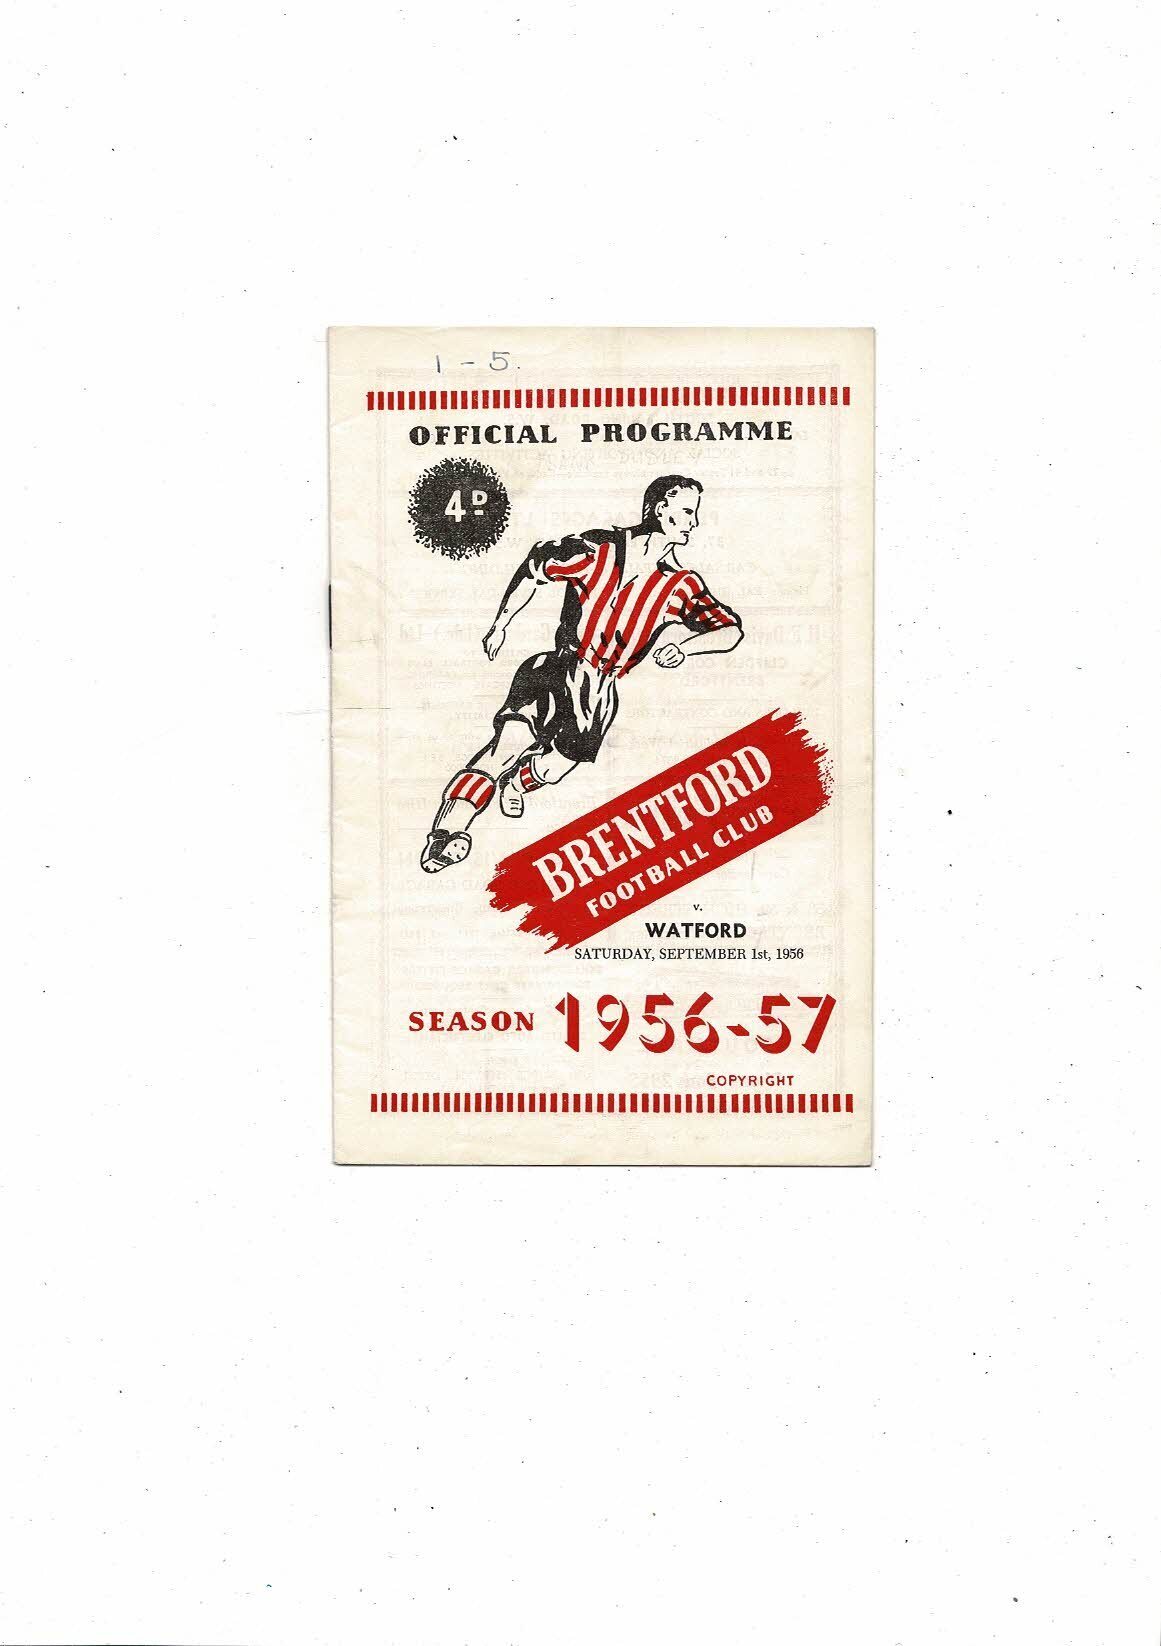 1 - 5.
OFFICIAL PROGRAMME
4D
BRENTFORD
FOOTBALL CLUB
v.
WATFORD
SATURDAY, SEPTEMBER 1st, 1956
SEASON 1956-57
COPYRIGHT